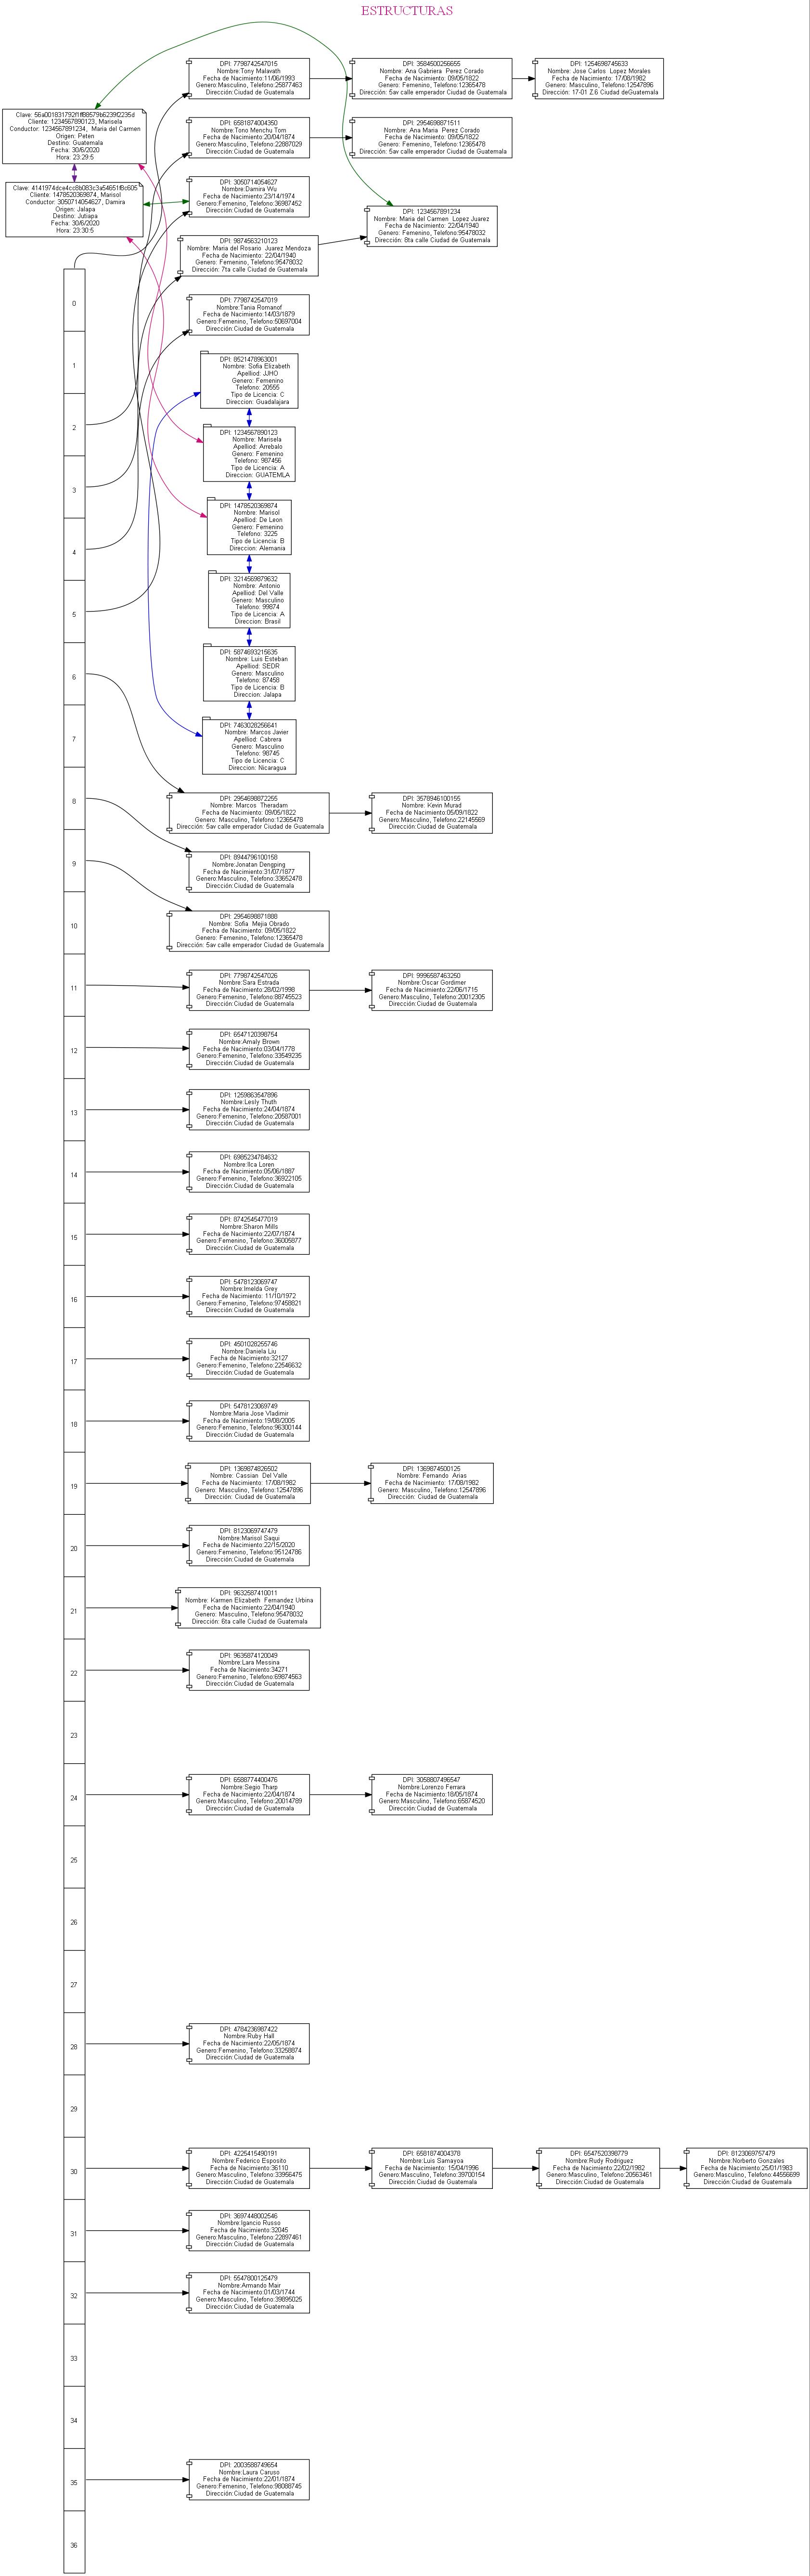 ESTRUCTURAS
DPI: 7798742547015
Nombre:Tony Malavath
Fecha de Nacimiento:11/06/1993
Genero:Masculino, Telefono:25877463
Dirección:Ciudad de Guatemala
DPI: 3584500256655
Nombre: Ana Gabriela  Perez Corado
Fecha de Nacimiento: 09/05/1822
Genero: Femenino, Telefono:12365478
Dirección: 5av calle emperador Ciudad de Guatemala
DPI: 1254698745633
Nombre: Jose Carlos  Lopez Morales
Fecha de Nacimiento: 17/08/1982
Genero: Masculino, Telefono:12547896
Dirección: 17-01 Z.6 Ciudad deGuatemala
Cliente: 1234567890123, Marisela
Conductor: 1234567891234,  Maria del Carmen
Origen: Peten
Destino: Guatemala
Fecha: 30/6/2020
Hora: 23:29:5
DPI: 6581874004350
Nombre:Tono Menchu Tom
Fecha de Nacimiento:20/04/1874
Genero:Masculino, Telefono:22887029
Dirección:Ciudad de Guatemala
DPI: 2954698871511
Nombre: Ana Maria  Perez Corado
Fecha de Nacimiento: 09/05/1822
Genero: Femenino, Telefono:12365478
Dirección: 5av calle emperador Ciudad de Guatemala
Cliente: 1478520369874, Marisol
Conductor: 3050714054627, Damira
Origen: Jalapa
Destino: Jutiapa
Fecha: 30/6/2020
Hora: 23:30:5
DPI: 3050714054627
Nombre:Damira Wu
Fecha de Nacimiento:23/14/1974
Genero:Femenino, Telefono:36987452
Dirección:Ciudad de Guatemala
DPI: 1234567891234
Nombre: Maria del Carmen  Lopez Juarez
Fecha de Nacimiento: 22/04/1940
Genero: Femenino, Telefono:95478032
Dirección: 8ta calle Ciudad de Guatemala
DPI: 9874563210123
Nombre: Maria del Rosario  Juarez Mendoza
Fecha de Nacimiento: 22/04/1940
Genero: Femenino, Telefono:95478032
Dirección: 7ta calle Ciudad de Guatemala
0
DPI: 7798742547019
Nombre:Tania Romanof
Fecha de Nacimiento:14/03/1879
Genero:Femenino, Telefono:50697004
Dirección:Ciudad de Guatemala
1
DPI: 8521478963001
Nombre: Sofia Elizabeth
Apelliod: JJHO
Genero: Femenino
Telefono: 20555
Tipo de Licencia: C
Direccion: Guadalajara
2
DPI: 1234567890123
Nombre: Marisela
Apelliod: Arrebalo
Genero: Femenino
Telefono: 987456
Tipo de Licencia: A
Direccion: GUATEMLA
3
DPI: 1478520369874
Nombre: Marisol
Apelliod: De Leon
Genero: Femenino
Telefono: 3225
Tipo de Licencia: B
Direccion: Alemania
4
DPI: 3214569879632
Nombre: Antonio
Apelliod: Del Valle
Genero: Masculino
Telefono: 99874
Tipo de Licencia: A
Direccion: Brasil
5
DPI: 5874693215635
Nombre: Luis Esteban
Apelliod: SEDR
Genero: Masculino
Telefono: 87458
Tipo de Licencia: B
Direccion: Jalapa
6
DPI: 7463028256641
Nombre: Marcos Javier
Apelliod: Cabrera
Genero: Masculino
Telefono: 98745
Tipo de Licencia: C
Direccion: Nicaragua
7
DPI: 2954698872255
Nombre: Marcos  Theradam
Fecha de Nacimiento: 09/05/1822
Genero: Masculino, Telefono:12365478
Dirección: 5av calle emperador Ciudad de Guatemala
DPI: 3578946100155
Nombre: Kevin Murad
Fecha de Nacimiento:05/09/1822
Genero:Masculino, Telefono:22145569
Dirección:Ciudad de Guatemala
8
DPI: 8944796100158
Nombre:Jonatan Dengping
Fecha de Nacimiento:31/07/1877
Genero:Masculino, Telefono:33652478
Dirección:Ciudad de Guatemala
9
DPI: 2954698871888
Nombre: Sofia  Mejia Obrado
Fecha de Nacimiento: 09/05/1822
Genero: Femenino, Telefono:12365478
Dirección: 5av calle emperador Ciudad de Guatemala
10
DPI: 7798742547026
Nombre:Sara Estrada
Fecha de Nacimiento:28/02/1998
Genero:Femenino, Telefono:88745523
Dirección:Ciudad de Guatemala
DPI: 9996587463250
Nombre:Oscar Gordimer
Fecha de Nacimiento:22/06/1715
Genero:Masculino, Telefono:20012305
Dirección:Ciudad de Guatemala
11
DPI: 6547120398754
Nombre:Amaly Brown
Fecha de Nacimiento:03/04/1778
Genero:Femenino, Telefono:33549235
Dirección:Ciudad de Guatemala
12
DPI: 1259863547896
Nombre:Leslly Thuth
Fecha de Nacimiento:24/04/1874
Genero:Femenino, Telefono:20587001
Dirección:Ciudad de Guatemala
13
DPI: 6985234784632
Nombre:Ilca Loren
Fecha de Nacimiento:05/06/1887
Genero:Femenino, Telefono:36922105
Dirección:Ciudad de Guatemala
14
DPI: 8742545477019
Nombre:Sharon Mills
Fecha de Nacimiento:22/07/1874
Genero:Femenino, Telefono:36005877
Dirección:Ciudad de Guatemala
15
DPI: 5478123069747
Nombre:Imelda Grey
Fecha de Nacimiento: 11/10/1972
Genero:Femenino, Telefono:97458821
Dirección:Ciudad de Guatemala
16
DPI: 4501028255746
Nombre:Daniela Liu
Fecha de Nacimiento:32127
Genero:Femenino, Telefono:22546632
Dirección:Ciudad de Guatemala
17
DPI: 5478123069749
Nombre:Maria Jose Vladimir
Fecha de Nacimiento:19/08/2005
Genero:Femenino, Telefono:96300144
Dirección:Ciudad de Guatemala
18
DPI: 1369874826502
Nombre: Cassian  Del Valle
Fecha de Nacimiento: 17/08/1982
Genero: Masculino, Telefono:12547896
Dirección: Ciudad de Guatemala
DPI: 1369874500125
Nombre: Fernando  Arias
Fecha de Nacimiento: 17/08/1982
Genero: Masculino, Telefono:12547896
Dirección: Ciudad de Guatemala
19
DPI: 8123069747479
Nombre:Marisol Saqui
Fecha de Nacimiento:22/15/2020
Genero:Femenino, Telefono:95124786
Dirección:Ciudad de Guatemala
20
DPI: 9632587410011
Nombre: Karmen Elizabeth  Fernandez Urbina
Fecha de Nacimiento:22/04/1940
Genero: Masculino, Telefono:95478032
Dirección: 6ta calle Ciudad de Guatemala
21
DPI: 9635874120049
Nombre:Lara Messina
Fecha de Nacimiento:34271
Genero:Femenino, Telefono:69874563
Dirección:Ciudad de Guatemala
22
23
DPI: 6588774400476
Nombre:Segio Tharp
Fecha de Nacimiento:22/04/1874
Genero:Masculino, Telefono:20014789
Dirección:Ciudad de Guatemala
DPI: 3058807496547
Nombre:Lorenzo Ferrara
Fecha de Nacimiento:18/05/1874
Genero:Masculino, Telefono:65874520
Dirección:Ciudad de Guatemala
24
25
26
27
DPI: 4784236987422
Nombre:Ruby Hall
Fecha de Nacimiento:22/05/1874
Genero:Femenino, Telefono:33258874
Dirección:Ciudad de Guatemala
28
29
DPI: 4225415490191
Nombre:Federico Esposito
Fecha de Nacimiento:36110
Genero:Masculino, Telefono:33956475
Dirección:Ciudad de Guatemala
DPI: 6581874004378
Nombre:Luis Samayoa
Fecha de Nacimiento: 15/04/1996
Genero:Masculino, Telefono:39700154
Dirección:Ciudad de Guatemala
DPI: 6547520398779
Nombre:Rudy Rodriguez
Fecha de Nacimiento:22/02/1982
Genero:Masculino, Telefono:20563461
Dirección:Ciudad de Guatemala
DPI: 8123069757479
Nombre:Norberto Gonzales
Fecha de Nacimiento:25/01/1983
Genero:Masculino, Telefono:44556699
Dirección:Ciudad de Guatemala
30
DPI: 3697448002546
Nombre:Igancio Russo
Fecha de Nacimiento:32045
Genero:Masculino, Telefono:22897461
Dirección:Ciudad de Guatemala
31
DPI: 5547800125479
Nombre:Armando Mair
Fecha de Nacimiento:01/03/1744
Genero:Masculino, Telefono:39895025
Dirección:Ciudad de Guatemala
32
33
34
DPI: 2003588749654
Nombre:Laura Caruso
Fecha de Nacimiento:22/01/1874
Genero:Femenino, Telefono:98088745
Dirección:Ciudad de Guatemala
35
36